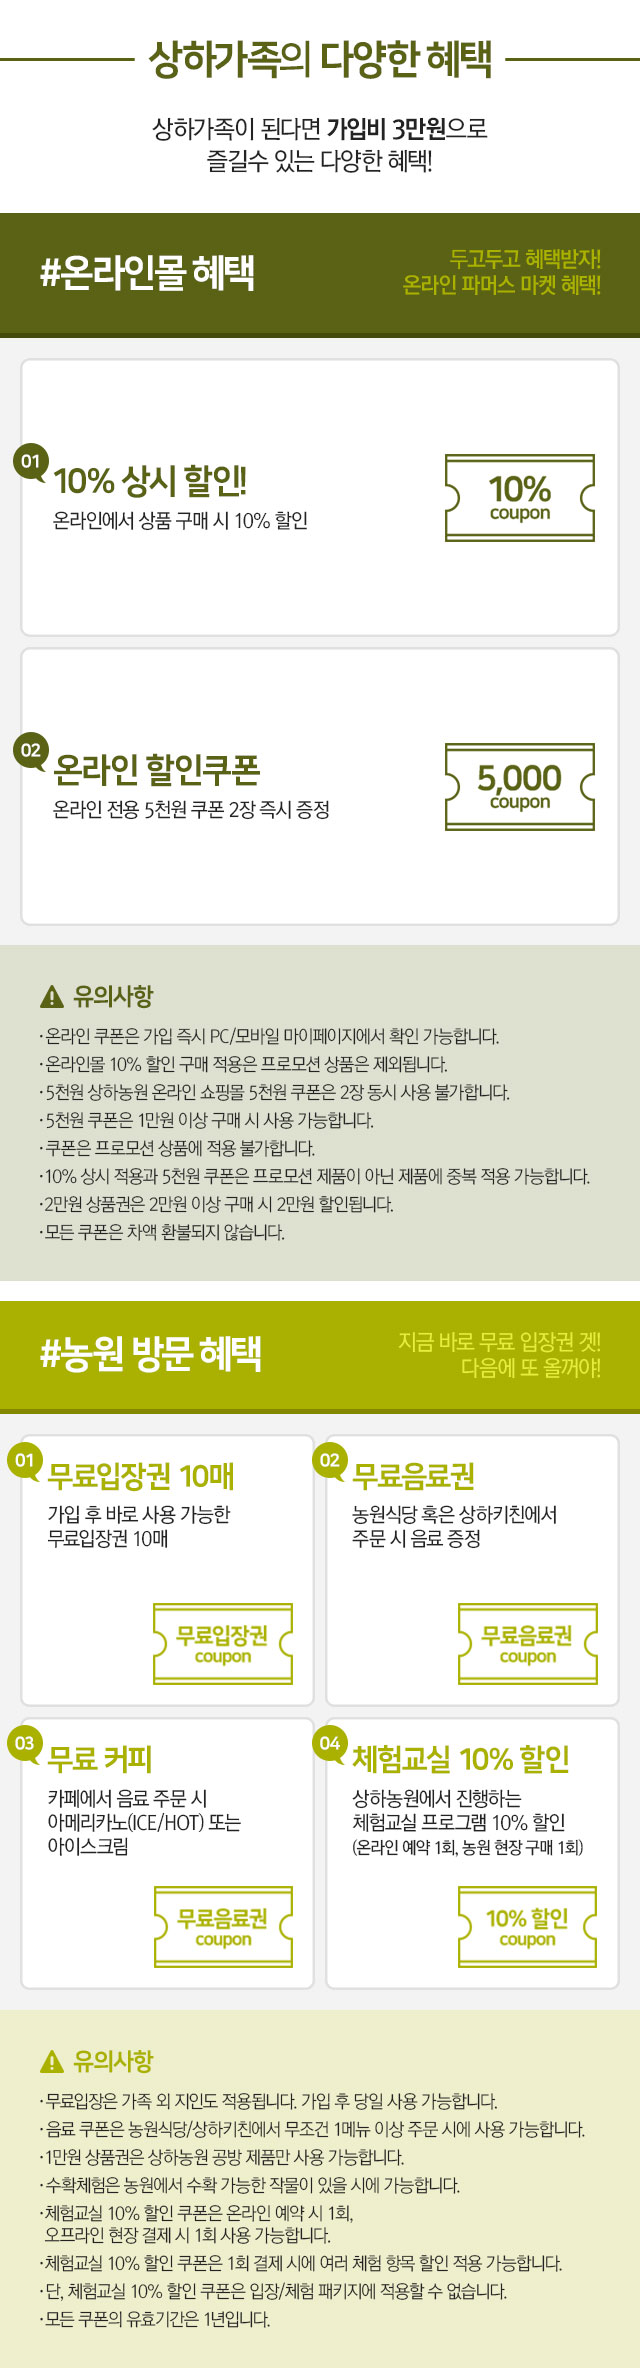 상하가족의 다양한 혜택
상하가족이 된다면 가입비 3만원으로
즐길수 있는 다양한 혜택!
#온라인몰 혜택
두고두고 혜택받자!
온라인 파머스 마켓 혜택!
01
10% 상시 할인!
온라인에서 상품 구매 시 10% 할인
10%
coupon
02
온라인 할인쿠폰
온라인 전용 5천원 쿠폰 2장 즉시 증정
5,000
coupon
유의사항
·온라인 쿠폰은 가입 즉시 PC/모바일 마이페이지에서 확인 가능합니다.
·온라인몰 10% 할인 구매 적용은 프로모션 상품은 제외됩니다.
·5천원 상하농원 온라인 쇼핑몰 5천원 쿠폰은 2장 동시 사용 불가합니다.
·5천원 쿠폰은 1만원 이상 구매 시 사용 가능합니다.
·쿠폰은 프로모션 상품에 적용 불가합니다.
·10% 상시 적용과 5천원 쿠폰은 프로모션 제품이 아닌 제품에 중복 적용 가능합니다.
·2만원 상품권은 2만원 이상 구매 시 2만원 할인됩니다.
·모든 쿠폰은 차액 환불되지 않습니다.
#농원 방문 혜택
지금 바로 무료 입장권 겟!
다음에 또 올꺼야!
01
무료입장권 10매
가입 후 바로 사용 가능한
무료입장권 10매
무료입장권
coupon
02
무료음료권
농원식당 혹은 상하키친에서
주문 시 음료 증정
무료음료권
coupon
03
무료 커피
카페에서 음료 주문 시
아메리카노(ICE/HOT) 또는
아이스크림
무료음료권
coupon
04
체험교실 10% 할인
상하농원에서 진행하는
체험교실 프로그램 10% 할인
(온라인 예약 1회, 농원 현장 구매 1회)
10% 할인
coupon
유의사항
·무료입장은 가족 외 지인도 적용됩니다. 가입 후 당일 사용 가능합니다.
·음료 쿠폰은 농원식당/상하키친에서 무조건 1메뉴 이상 주문 시에 사용 가능합니다.
·1만원 상품권은 상하농원 공방 제품만 사용 가능합니다.
·수확체험은 농원에서 수확 가능한 작물이 있을 시에 가능합니다.
·체험교실 10% 할인 쿠폰은 온라인 예약 시 1회,
오프라인 현장 결제 시 1회 사용 가능합니다.
·체험교실 10% 할인 쿠폰은 1회 결제 시에 여러 체험 항목 할인 적용 가능합니다.
·단, 체험교실 10% 할인 쿠폰은 입장/체험 패키지에 적용할 수 없습니다.
·모든 쿠폰의 유효기간은 1년입니다.